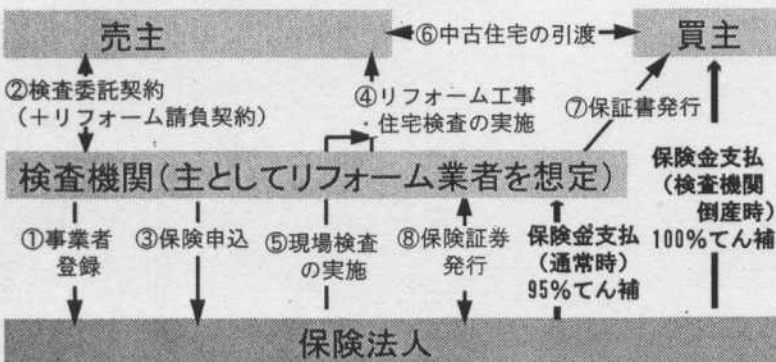 売主
⑥中古住宅の引渡
買主
②検査委託契約
(+リフォーム請負契約)
④リフォーム工事
・住宅検査の実施
⑦保証書発行
検査機関(主としてリフォーム業者を想定)
保険金支払
(検査機関
倒産時)
100%てん補
①事業者
登録
③保険申込
⑤現場検査
の実施
⑧保険証券
発行
保険金支払
(通常時)
95%てん補
保険法人